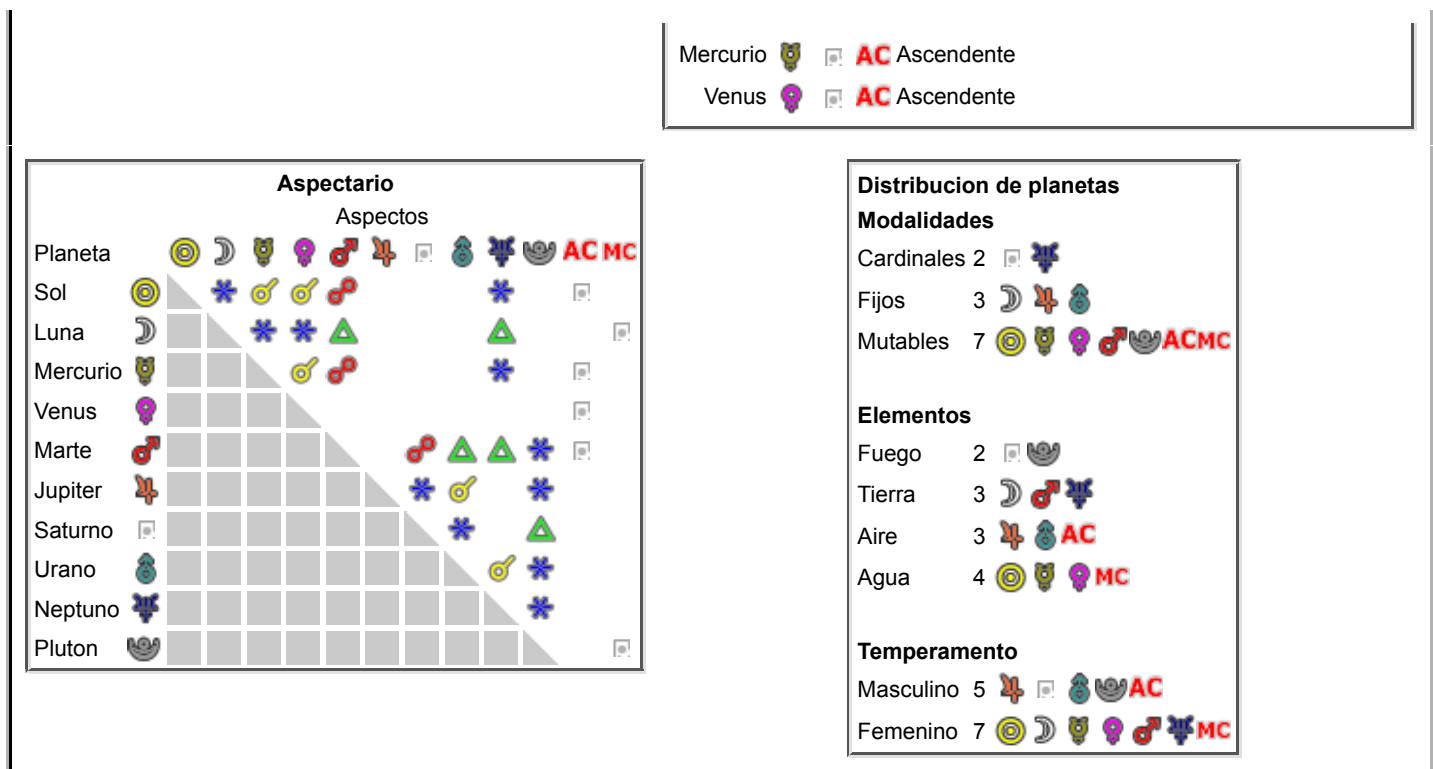 Mercurio AC Ascendente
Venus AC Ascendente
Aspectario
Aspectos
Planeta AC MC
Sol
Luna
Mercurio
Venus
Marte
Jupiter
Saturno
Urano
Neptuno
Pluton
Distribucion de planetas
Modalidades
Cardinales 2
Fijos 3
Mutables 7 AC MC
Elementos
Fuego 2
Tierra 3
Aire 3 AC
Agua 4 MC
Temperamento
Masculino 5 AC
Femenino 7 MC